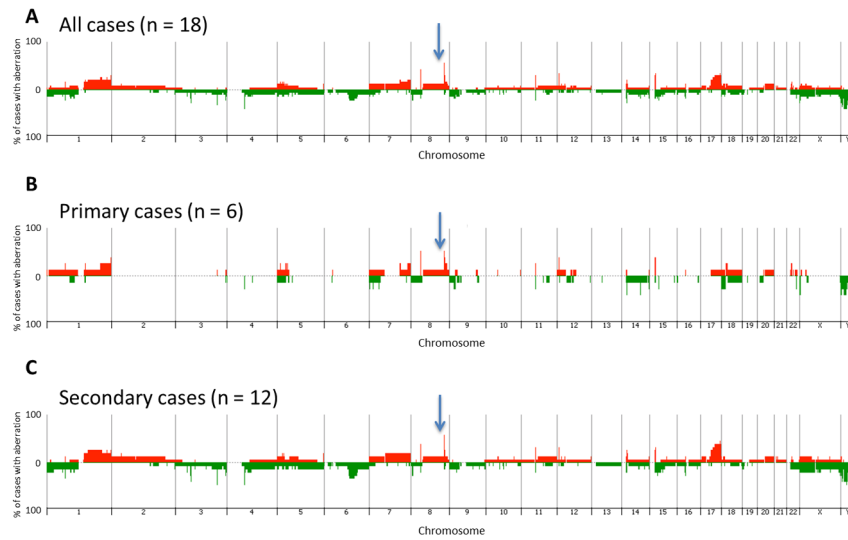 A
All cases (n = 18)
% of cases with aberration
100
0
100
1 2 3 4 5 6 7 8 9 10 11 12 13 14 15 16 17 18 19 20 21 22 X
Chromosome
B
Primary cases (n = 6)
% of cases with aberration
100
0
100
1 2 3 4 5 6 7 8 9 10 11 12 13 14 15 16 17 18 19 20 21 22 X
Chromosome
C
Secondary cases (n = 12)
% of cases with aberration
100
0
100
1 2 3 4 5 6 7 8 9 10 11 12 13 14 15 16 17 18 19 20 21 22 X
Chromosome